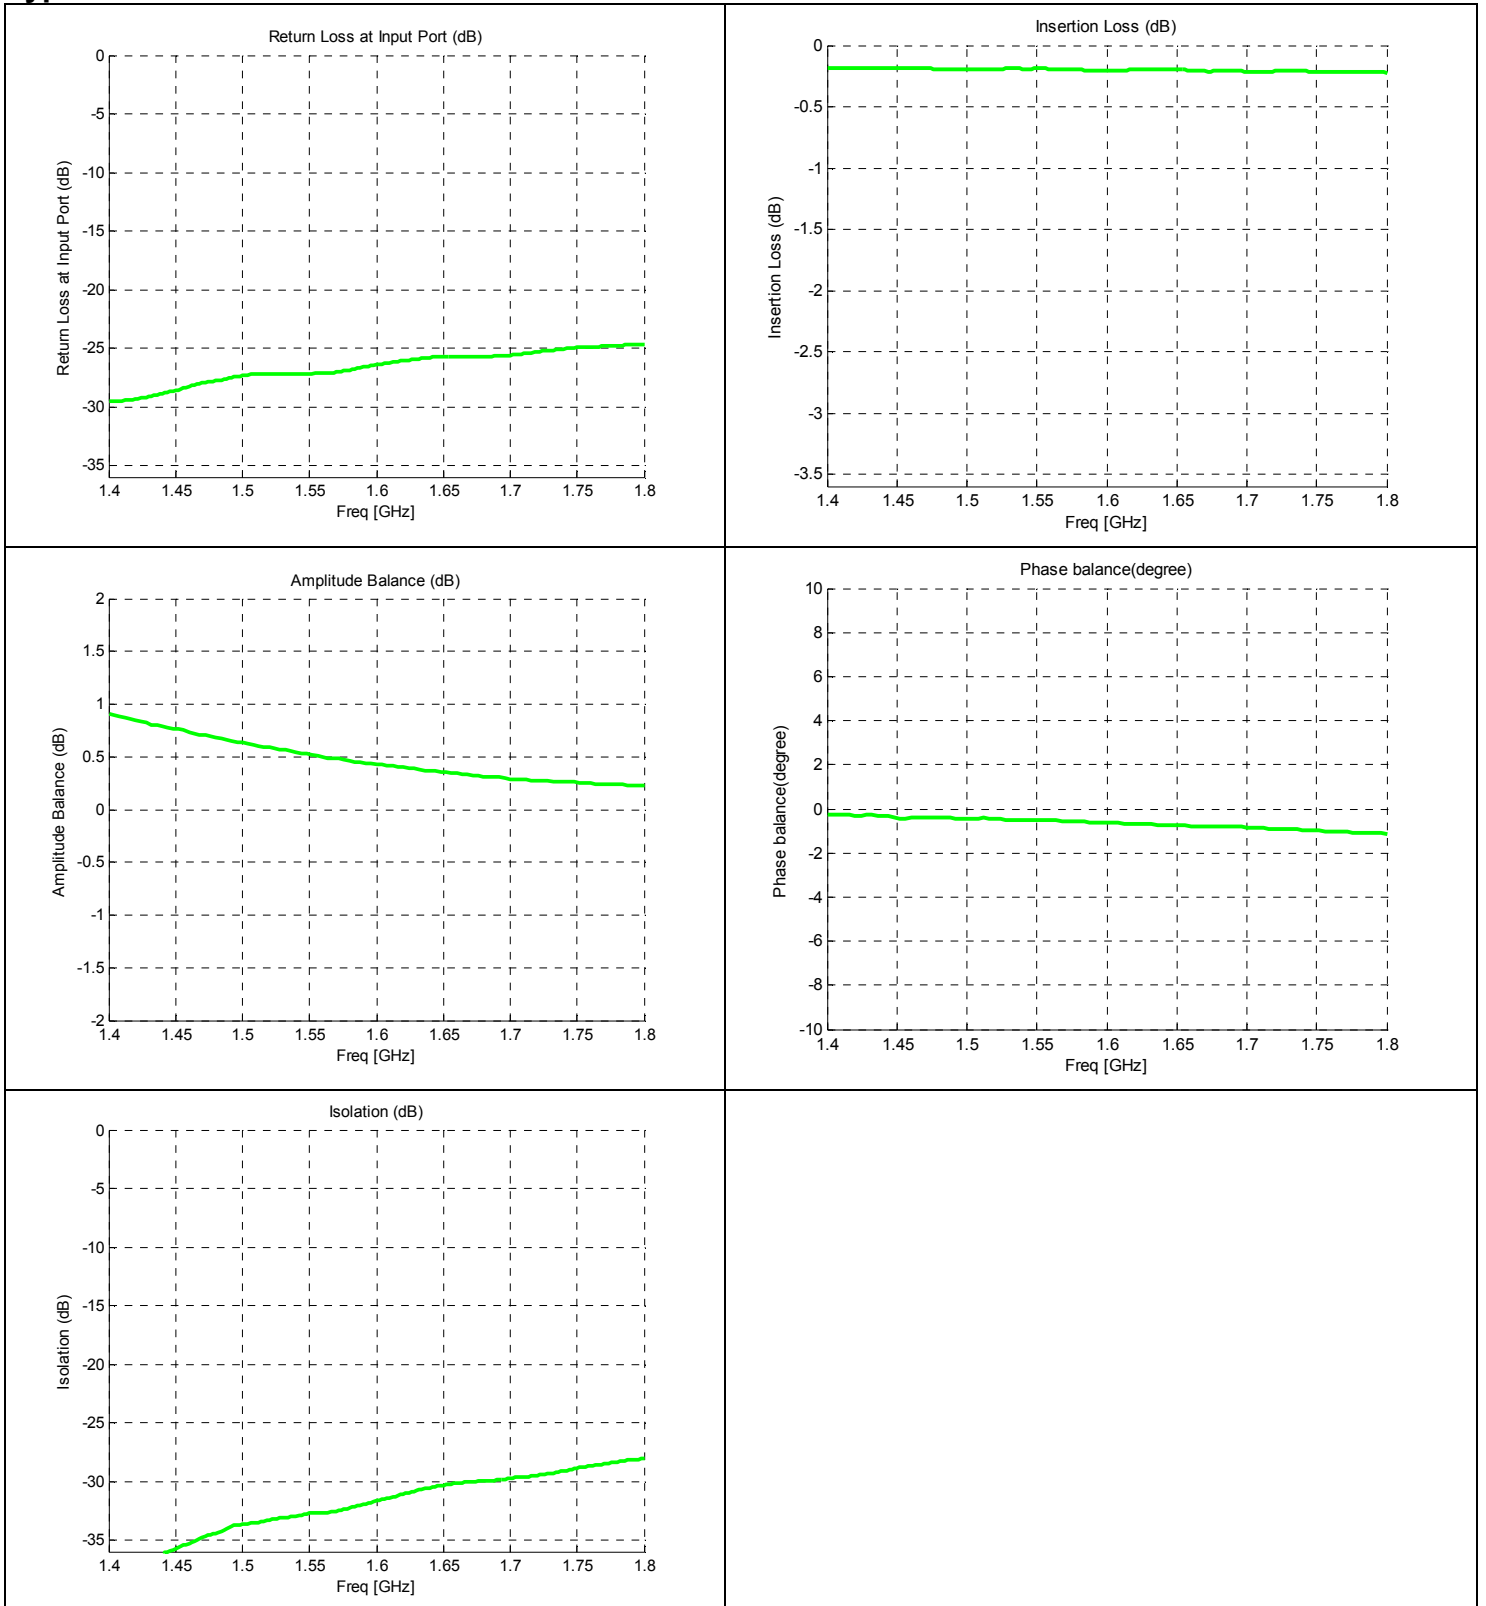 Return Loss at Input Port (dB)
0
-5
-10
-15
-20
-25
-30
-35
Return Loss at Input Port (dB)
1.4 1.45 1.5 1.55 1.6 1.65 1.7 1.75 1.8
Freq [GHz]
Insertion Loss (dB)
0
-0.5
-1
-1.5
-2
-2.5
-3
-3.5
Insertion Loss (dB)
1.4 1.45 1.5 1.55 1.6 1.65 1.7 1.75 1.8
Freq [GHz]
Amplitude Balance (dB)
2
1.5
1
0.5
0
-0.5
-1
-1.5
-2
Amplitude Balance (dB)
1.4 1.45 1.5 1.55 1.6 1.65 1.7 1.75 1.8
Freq [GHz]
Phase balance(degree)
10
8
6
4
2
0
-2
-4
-6
-8
-10
Phase balance(degree)
1.4 1.45 1.5 1.55 1.6 1.65 1.7 1.75 1.8
Freq [GHz]
Isolation (dB)
0
-5
-10
-15
-20
-25
-30
-35
Isolation (dB)
1.4 1.45 1.5 1.55 1.6 1.65 1.7 1.75 1.8
Freq [GHz]